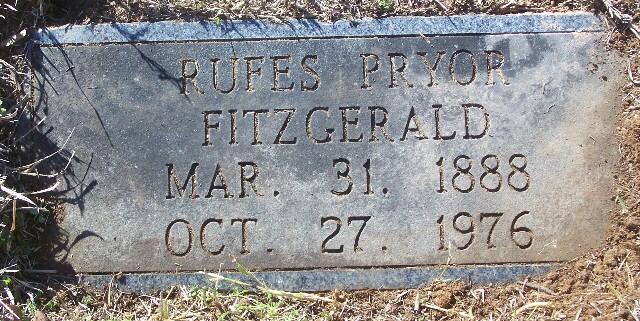 RUFES PRYOR
FITZGERALD
MAR. 31. 1888
OCT. 27. 1976